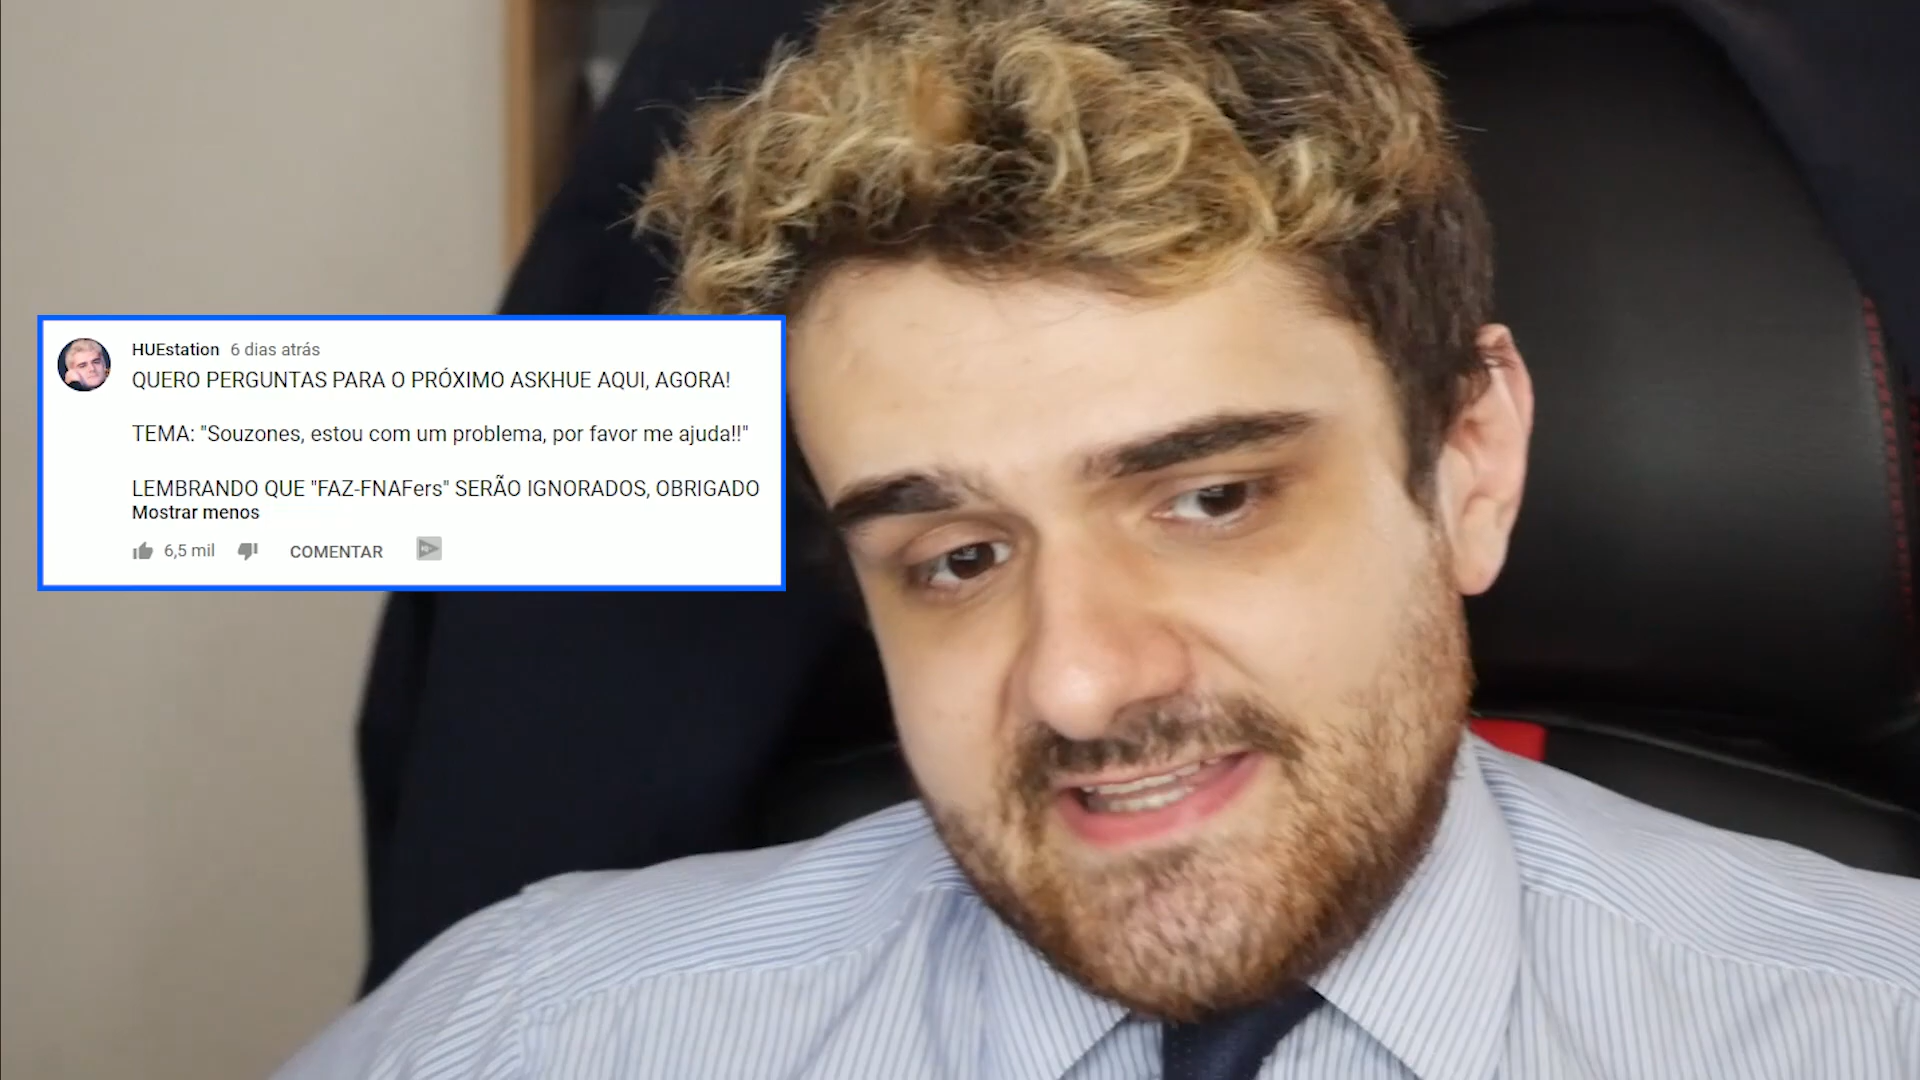 HUEstation 6 dias atrás
QUERO PERGUNTAS PARA O PRÓXIMO ASKHUE AQUI, AGORA!
TEMA: "Souzones, estou com um problema, por favor me ajuda!!"
LEMBRANDO QUE "FAZ-FNAFers" SERÃO IGNORADOS, OBRIGADO
Mostrar menos
6,5 mil COMENTAR